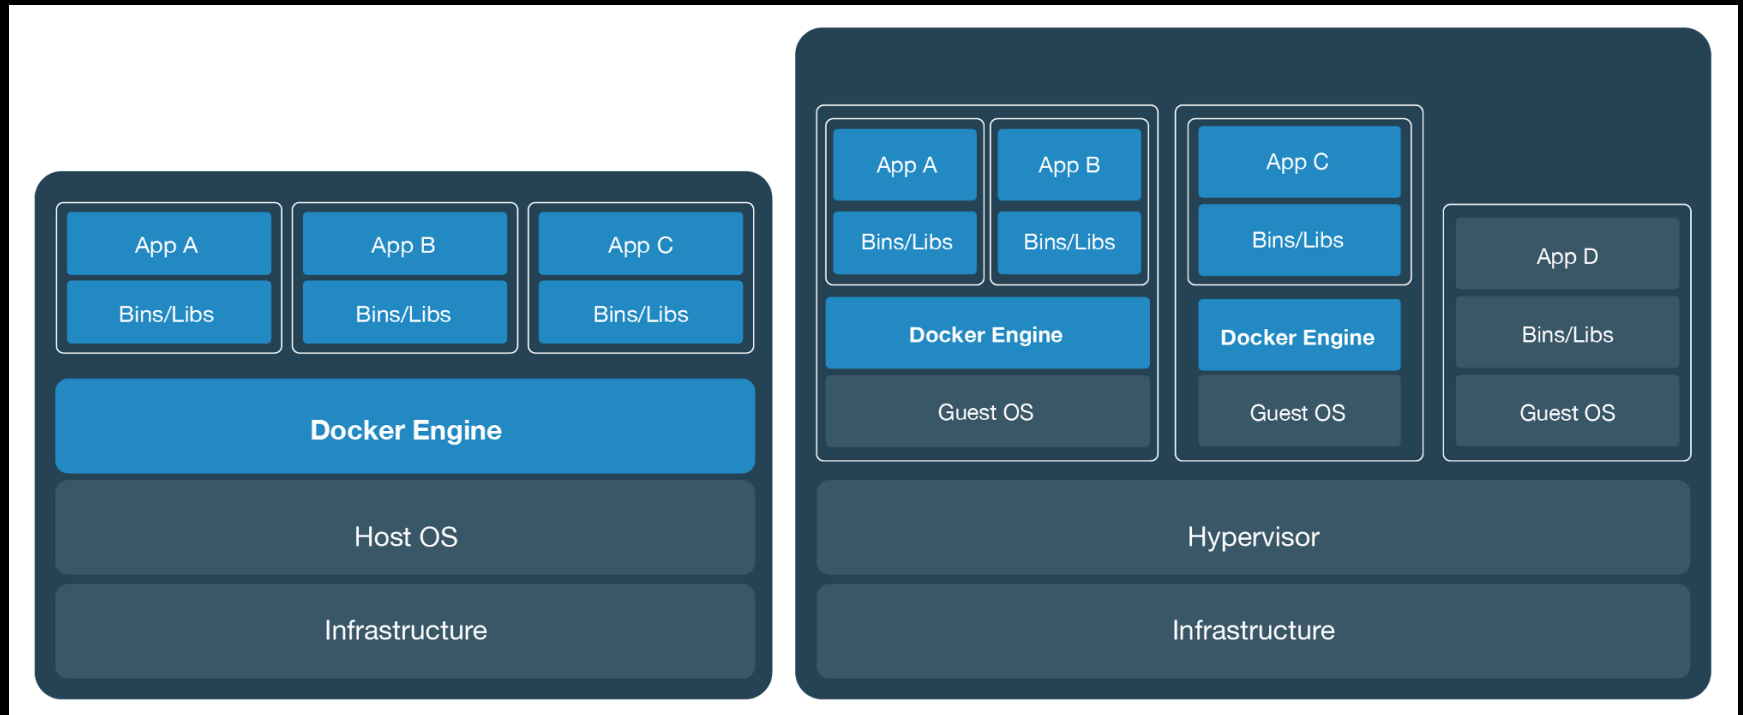 App A
App B
App C
Bins/Libs
Bins/Libs
Bins/Libs
Docker Engine
Host OS
Infrastructure
App A
App B
Bins/Libs
Bins/Libs
Docker Engine
Guest OS
App C
Bins/Libs
Docker Engine
Guest OS
App D
Bins/Libs
Guest OS
Hypervisor
Infrastructure